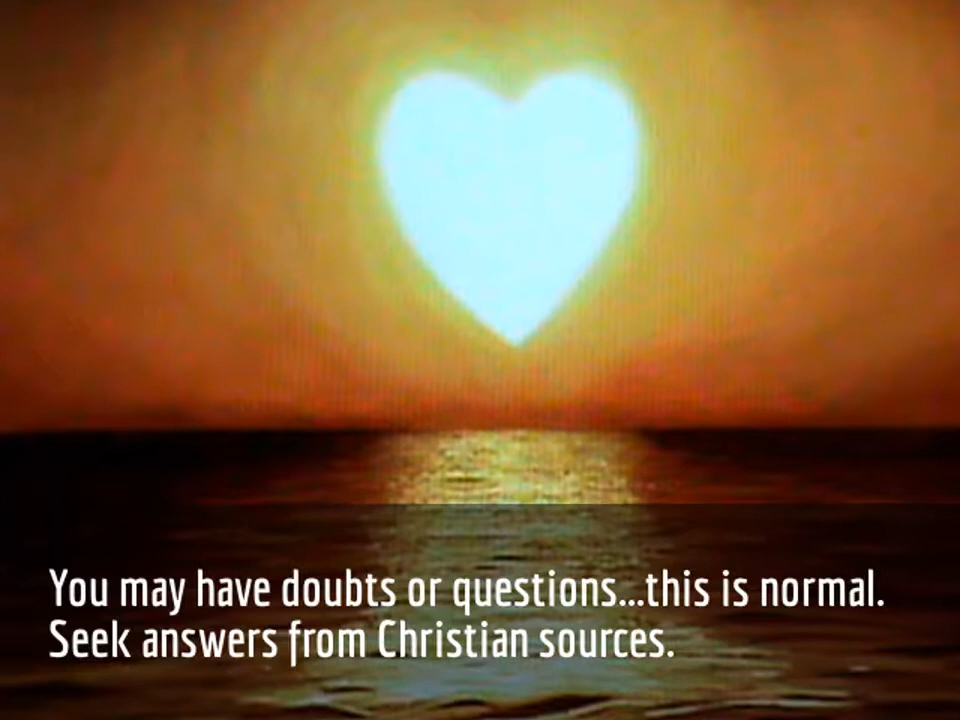 You may have doubts or questions...this is normal.
Seek answers from Christian sources.